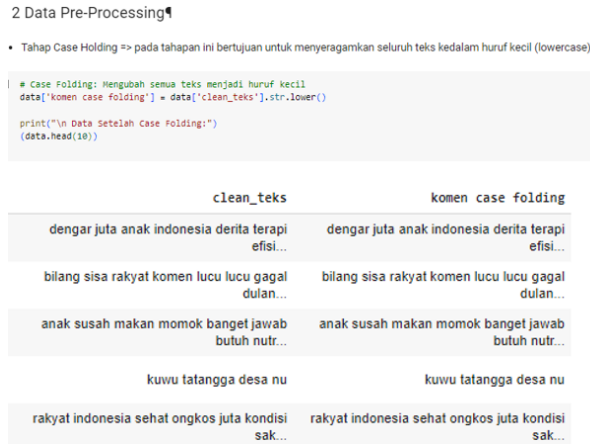 2 Data Pre-Processing¶
• Tahap Case Holding => pada tahapan ini bertujuan untuk menyeragamkan seluruh teks kedalam huruf kecil (lowercase)
# Case Folding: Mengubah semua teks menjadi huruf kecil
data['komen case folding'] = data['clean_teks'].str.lower()
print("\n Data Setelah Case Folding:")
(data.head(10))
clean_teks komen case folding
dengar juta anak indonesia derita terapi dengar juta anak indonesia derita terapi
efisi... efisi...
bilang sisa rakyat komen lucu lucu gagal bilang sisa rakyat komen lucu lucu gagal
dulan... dulan...
anak susah makan momok banget jawab anak susah makan momok banget jawab
butuh nutr... butuh nutr...
kuwu tatangga desa nu kuwu tatangga desa nu
rakyat indonesia sehat ongkos juta kondisi rakyat indonesia sehat ongkos juta kondisi
sak... sak...